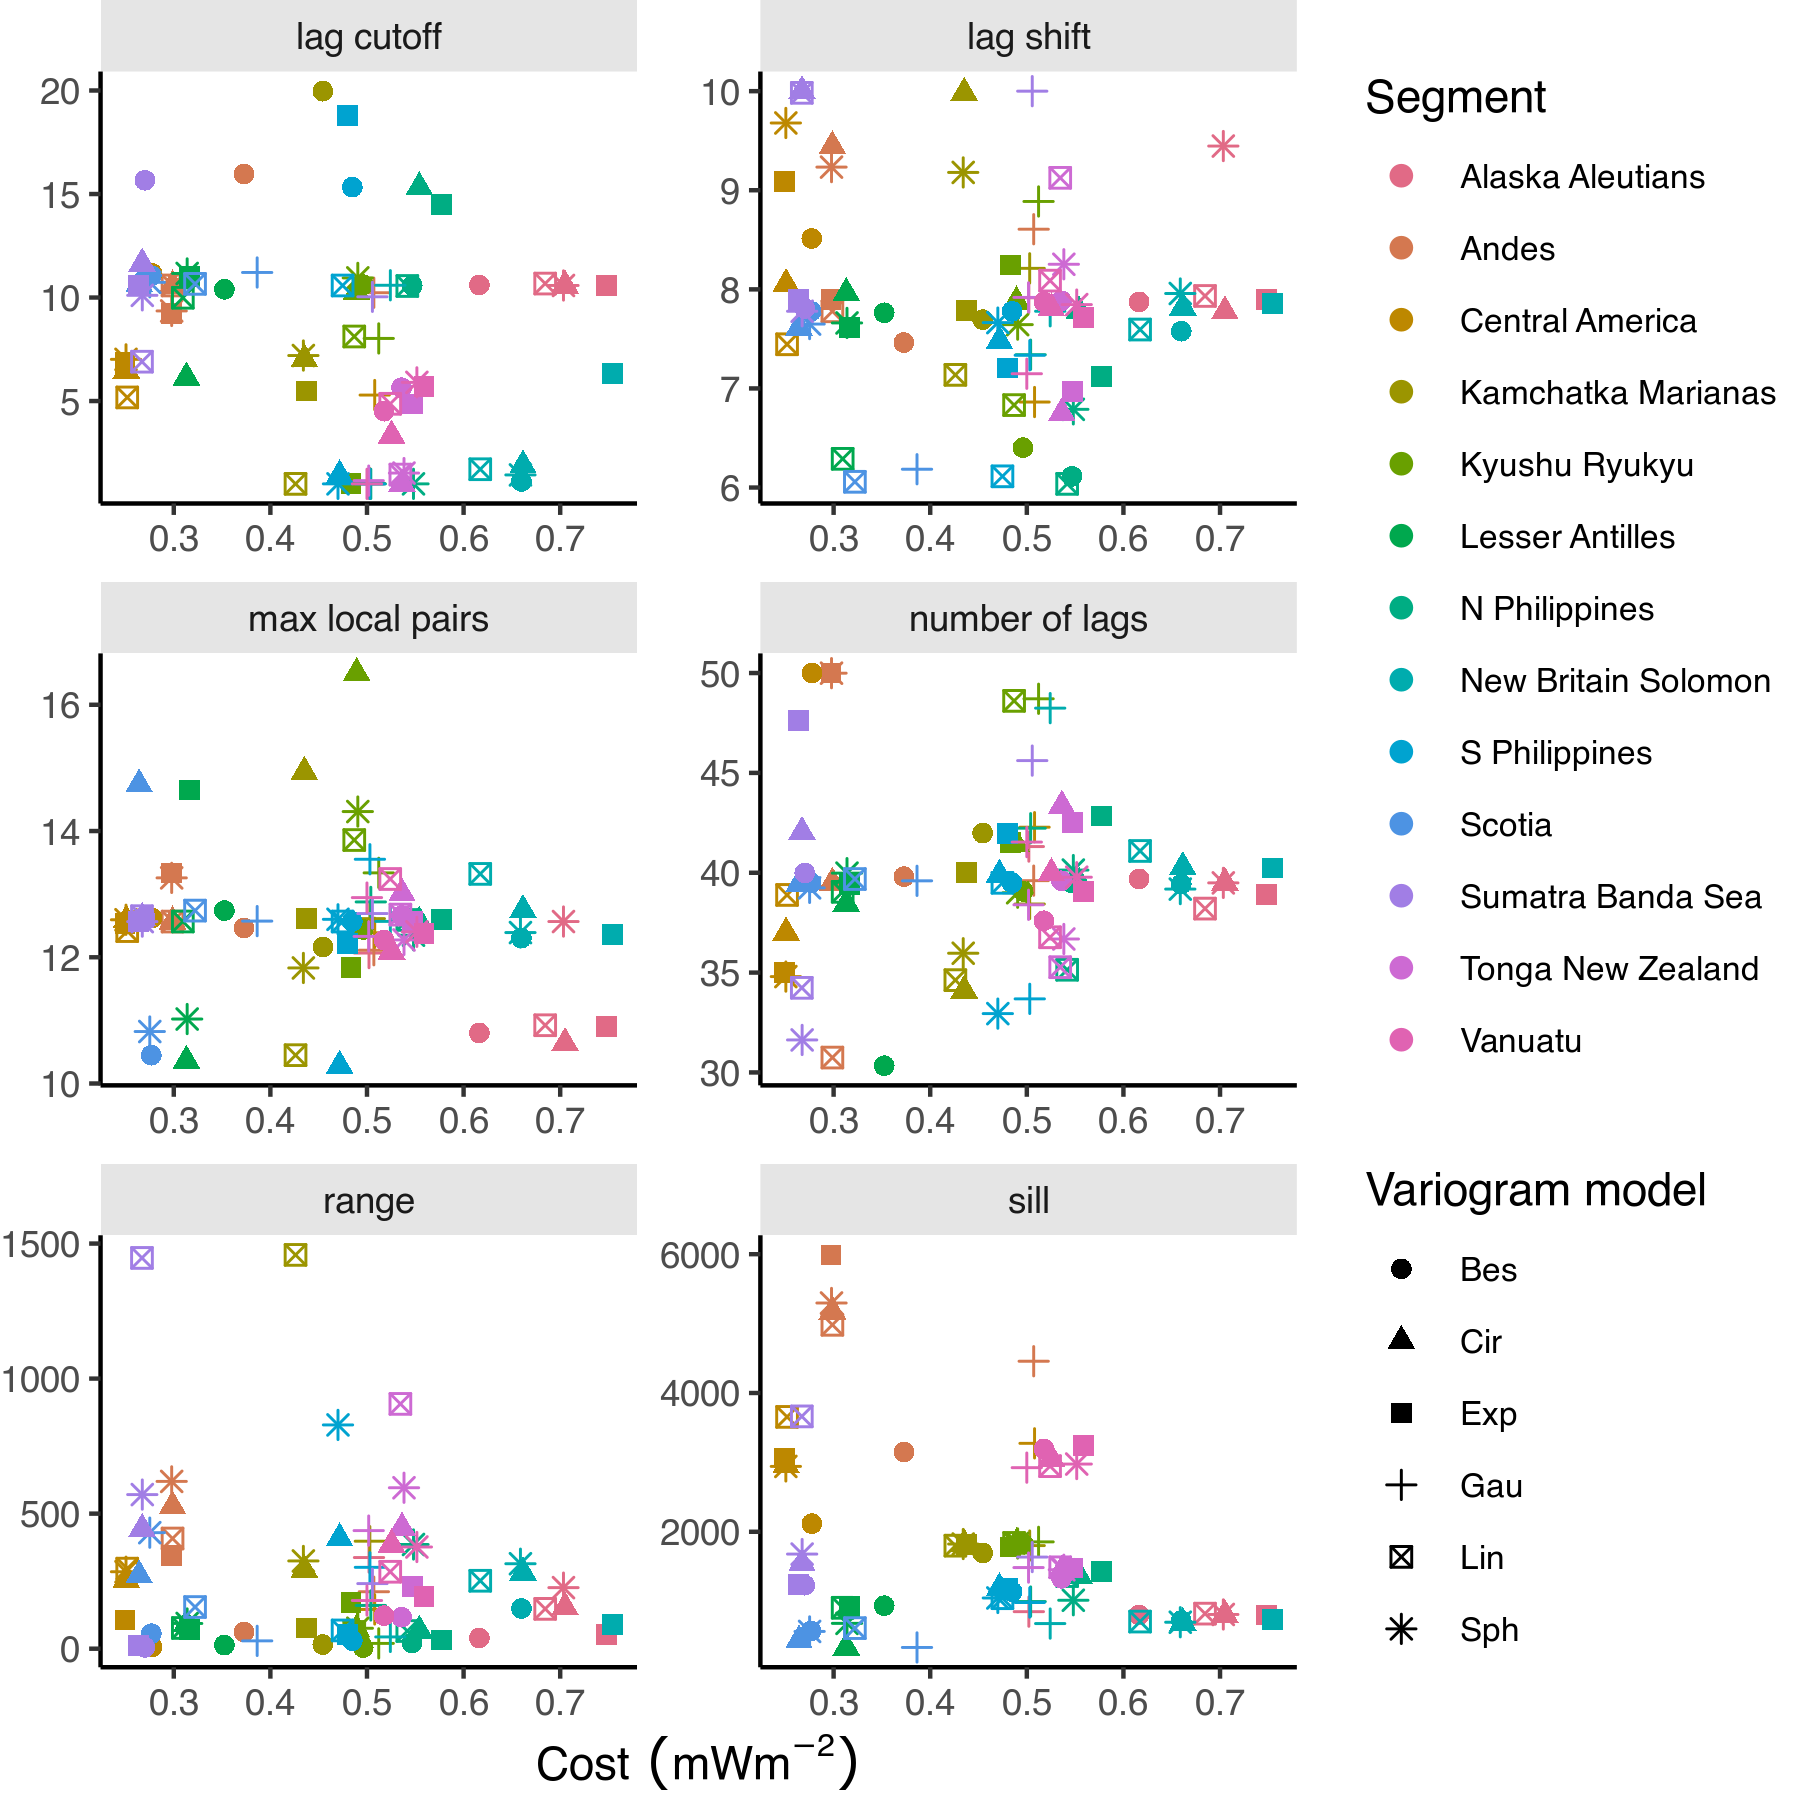 lag cutoff
lag shift
20
15
10
5
10
9
8
7
6
0.3 0.4 0.5 0.6 0.7
0.3 0.4 0.5 0.6 0.7
max local pairs
number of lags
16
14
12
10
50
45
40
35
30
0.3 0.4 0.5 0.6 0.7
0.3 0.4 0.5 0.6 0.7
range
sill
1500
1000
500
0
6000
4000
2000
0.3 0.4 0.5 0.6 0.7
0.3 0.4 0.5 0.6 0.7
Cost (mWm⁻²)
Segment
Alaska Aleutians
Andes
Central America
Kamchatka Marianas
Kyushu Ryukyu
Lesser Antilles
N Philippines
New Britain Solomon
S Philippines
Scotia
Sumatra Banda Sea
Tonga New Zealand
Vanuatu
Variogram model
Bes
Cir
Exp
Gau
Lin
Sph